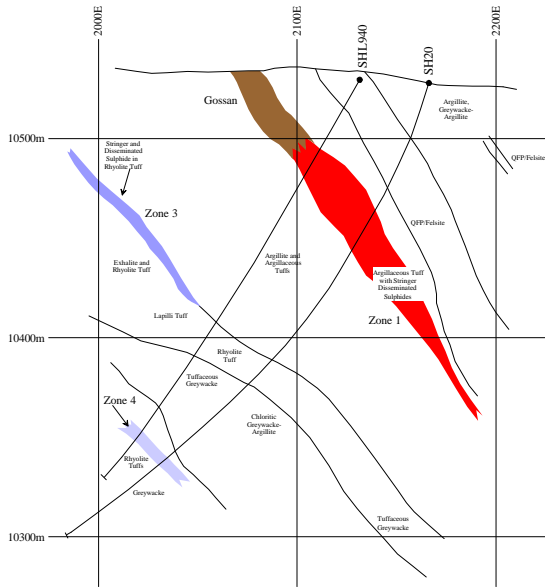 2000E
2100E
2200E
SHL940
SH20
Gossan
Argillite,
Greywacke-
Argillite
10500m
Stringer and
Disseminated
Sulphide in
Rhyolite Tuff
QFP/Felsite
Zone 3
QFP/Felsite
Exhalite and
Rhyolite Tuff
Argillite and
Argillaceous
Tuffs
Argillaceous Tuff
with Stringer
Disseminated
Sulphides
Lapilli Tuff
Zone 1
10400m
Rhyolite
Tuff
Tuffaceous
Greywacke
Zone 4
Chloritic
Greywacke-
Argillite
Rhyolite
Tuffs
Greywacke
Tuffaceous
Greywacke
10300m